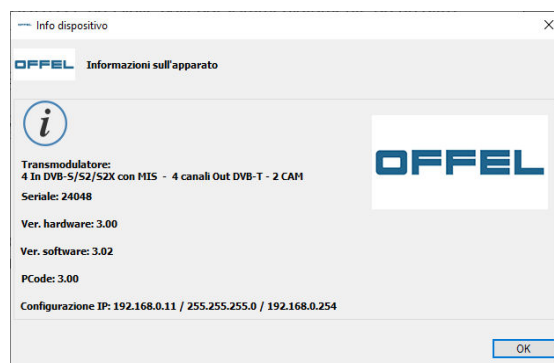 Info dispositivo
OFFEL Informazioni sull'apparato
i
OFFEL
Transmodulatore:
4 In DVB-S/S2/S2X con MIS - 4 canali Out DVB-T - 2 CAM
Seriale: 24048
Ver. hardware: 3.00
Ver. software: 3.02
PCode: 3.00
Configurazione IP: 192.168.0.11 / 255.255.255.0 / 192.168.0.254
OK